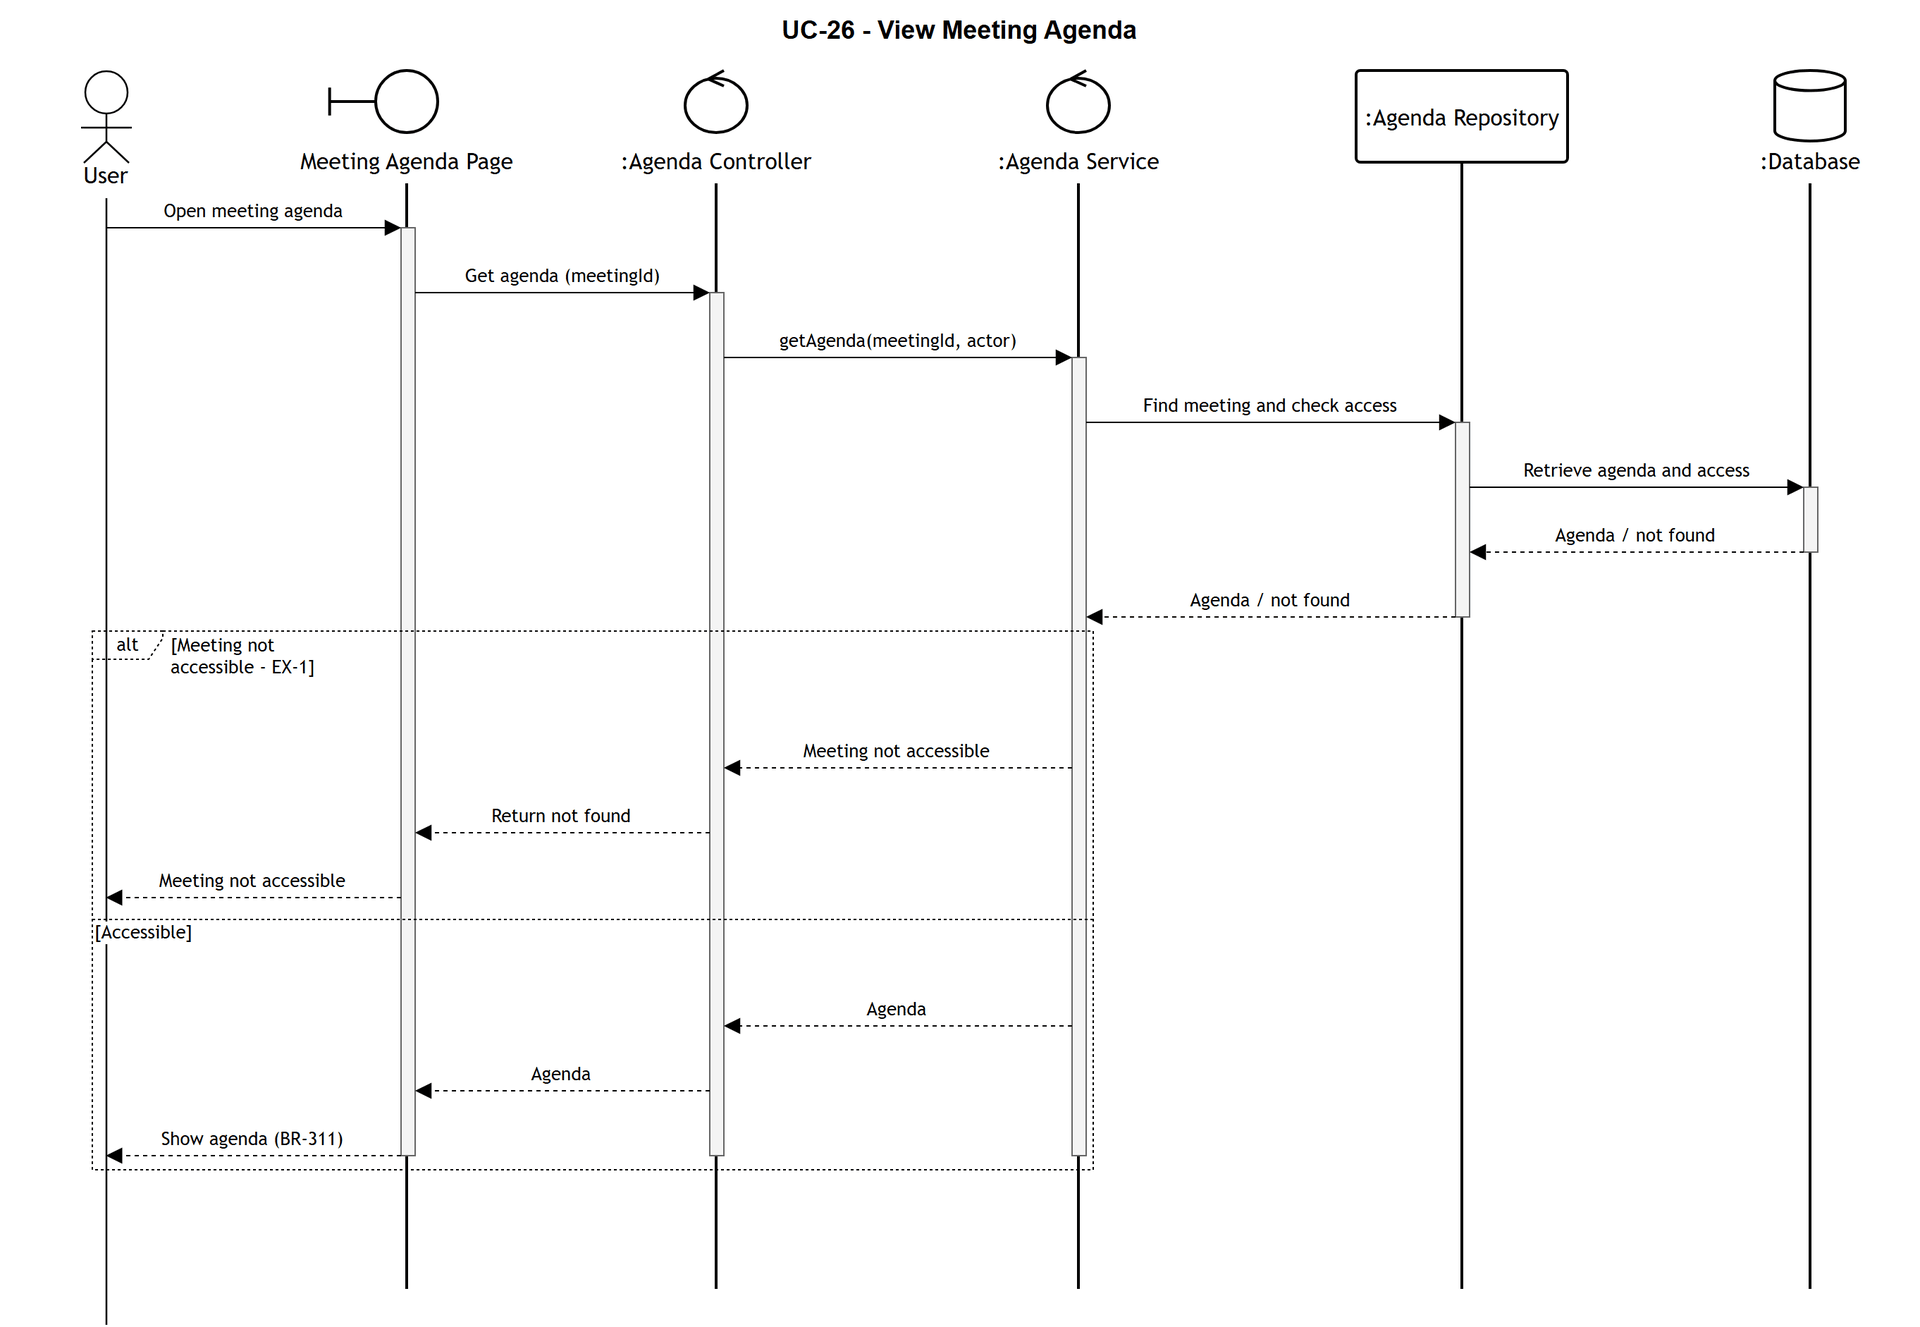 UC-26 - View Meeting Agenda
User
Meeting Agenda Page
:Agenda Controller
:Agenda Service
:Agenda Repository
:Database
Open meeting agenda
Get agenda (meetingId)
getAgenda(meetingId, actor)
Find meeting and check access
Retrieve agenda and access
Agenda / not found
Agenda / not found
alt
[Meeting not
accessible - EX-1]
Meeting not accessible
Return not found
Meeting not accessible
[Accessible]
Agenda
Agenda
Show agenda (BR-311)